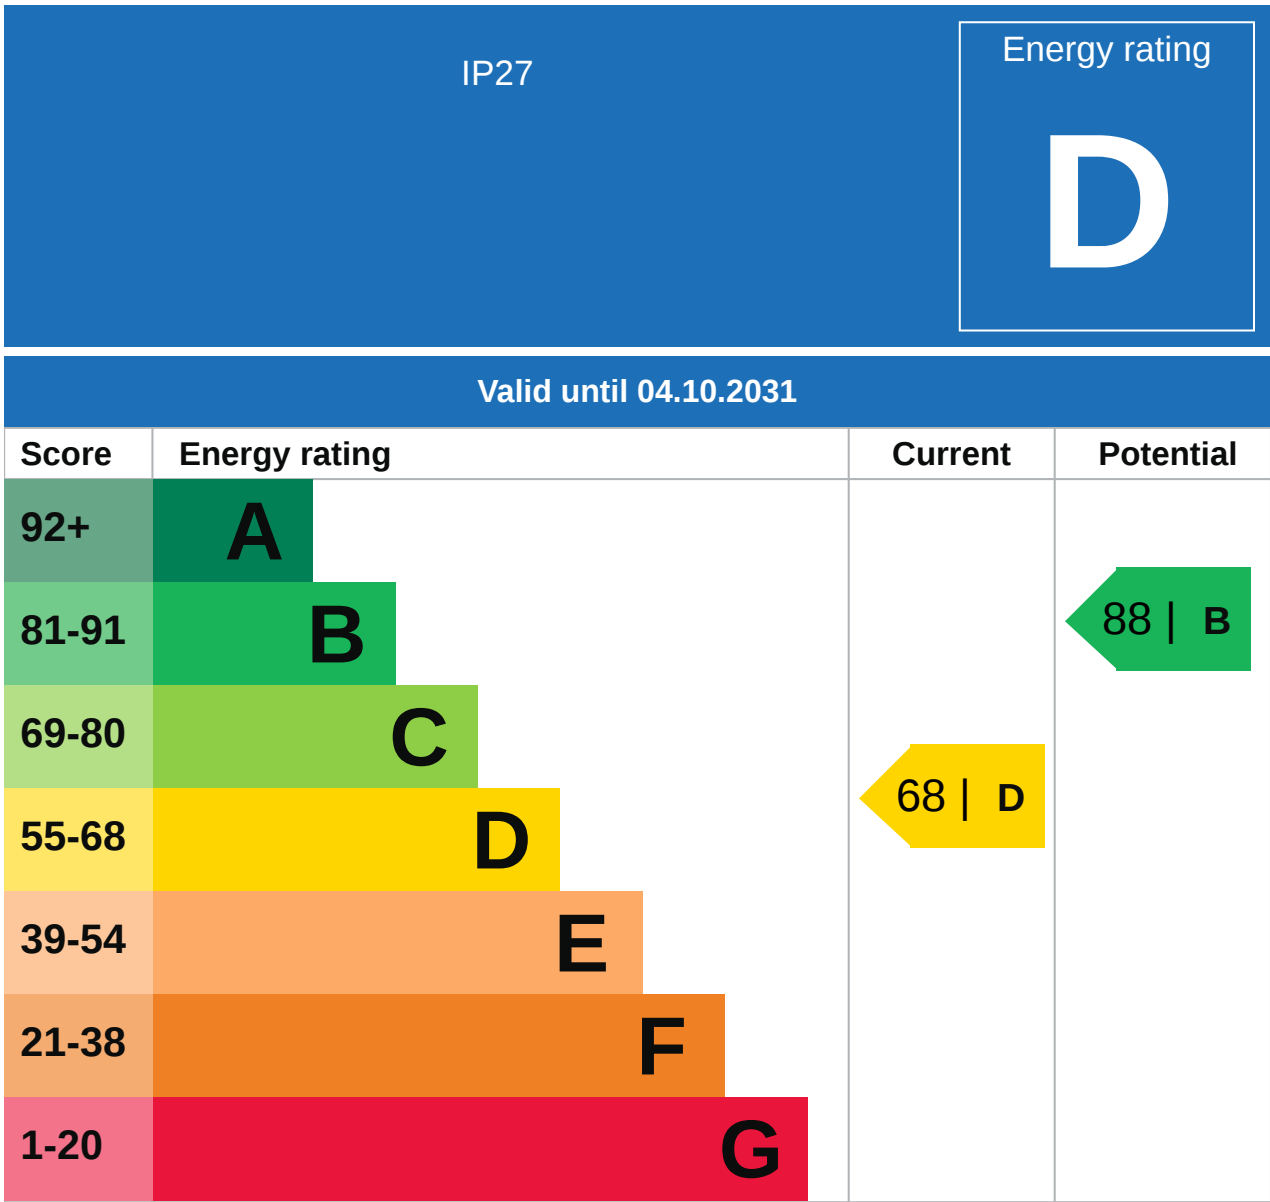 IP27
Energy rating
D
Valid until 04.10.2031
Score Energy rating Current Potential
92+ A
81-91 B 88 | B
69-80 C
55-68 D 68 | D
39-54 E
21-38 F
1-20 G